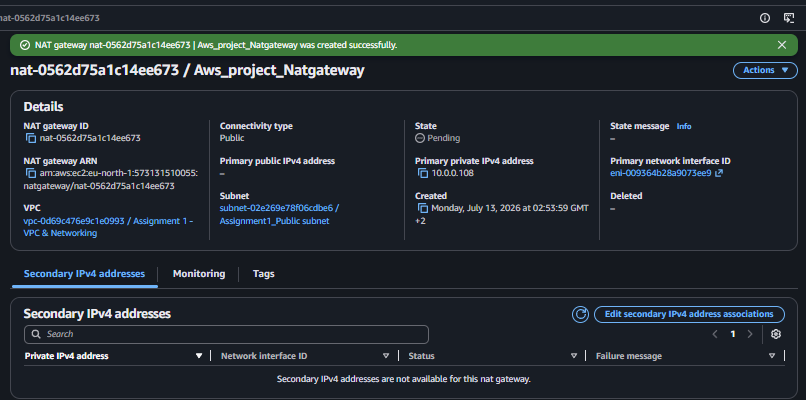 nat-0562d75a1c14ee673
NAT gateway nat-0562d75a1c14ee673 | Aws_project_Natgateway was created successfully.
nat-0562d75a1c14ee673 / Aws_project_Natgateway
Actions
Details
NAT gateway ID
nat-0562d75a1c14ee673
Connectivity type
Public
State
Pending
State message Info
–
NAT gateway ARN
arn:aws:ec2:eu-north-1:573131510055:
natgateway/nat-0562d75a1c14ee673
Primary public IPv4 address
–
Primary private IPv4 address
10.0.0.108
Primary network interface ID
eni-009364b28a9073ee9
VPC
vpc-0d69c476e9c1e0993 / Assignment 1 -
VPC & Networking
Subnet
subnet-02e269e78f06cdbe6 /
Assignment1_Public subnet
Created
Monday, July 13, 2026 at 02:53:59 GMT
+2
Deleted
–
Secondary IPv4 addresses
Monitoring
Tags
Secondary IPv4 addresses
Edit secondary IPv4 address associations
Search
1
Private IPv4 address
Network interface ID
Status
Failure message
Secondary IPv4 addresses are not available for this nat gateway.